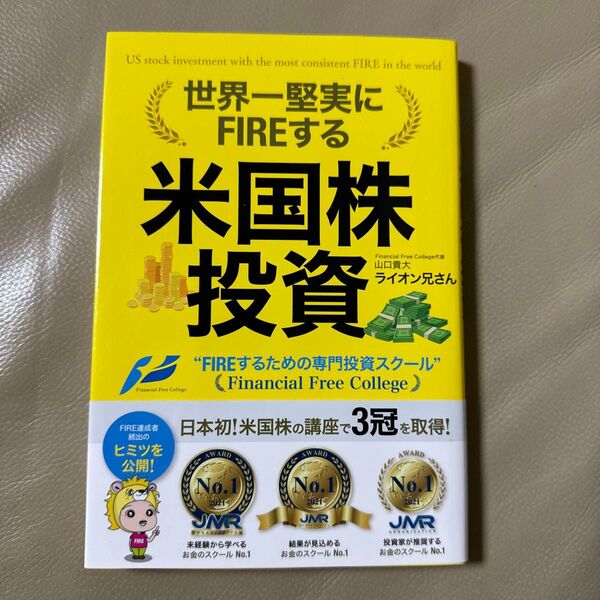 US stock investment with the most consistent FIRE in the world
世界一堅実に
FIREする
米国株
投資
Financial Free College代表
山口貴大
ライオン兄さん
Financial Free College
“FIREするための専門投資スクール”
《Financial Free College》
FIRE達成者
続出の
ヒミツを
公開!
日本初!米国株の講座で3冠を取得!
AWARD
No.1
2021
JMR
未経験から学べる
お金のスクール No.1
AWARD
No.1
2021
JMR
結果が見込める
お金のスクール No.1
AWARD
No.1
2021
JMR
投資家が推奨する
お金のスクール No.1
FIRE